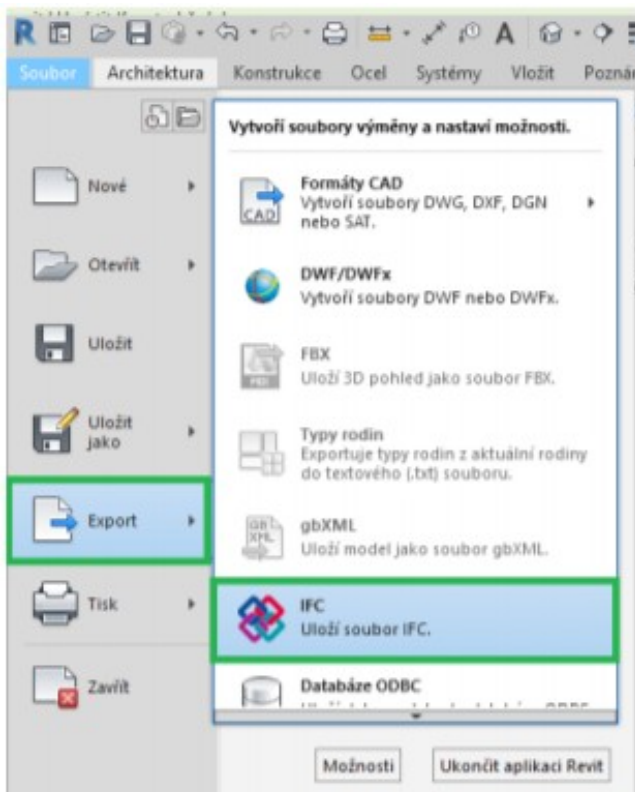 Soubor Architektura Konstrukce Ocel Systémy Vložit Poznám
Vytvoří soubory výměny a nastaví možnosti.
Nové
Otevřít
Uložit
Uložit
jako
Export
Tisk
Zavřít
Formáty CAD
CAD
Vytvoří soubory DWG, DXF, DGN
nebo SAT.
DWF/DWFx
Vytvoří soubory DWF nebo DWFx.
FBX
Uloží 3D pohled jako soubor FBX.
Typy rodin
Exportuje typy rodin z aktuální rodiny
do textového (.txt) souboru.
gbXML
Uloží model jako soubor gbXML.
IFC
Uloží soubor IFC.
Databáze ODBC
Možnosti
Ukončit aplikaci Revit